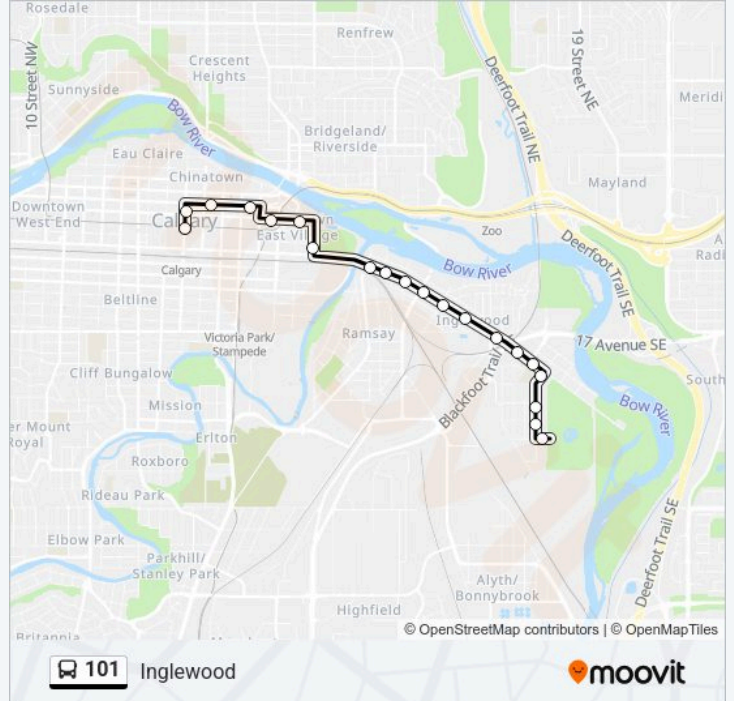 Rosedale
Renfrew
10 Street NW
19 Street NE
Crescent
Heights
Deerfoot Trail NE
Sunnyside
Meridi
Bow River
Bridgeland/
Riverside
Eau Claire
Chinatown
Mayland
Downtown
West End
Calgary
East Village
Zoo
Deerfoot Trail SE
Bow River
Calgary
Beltline
Ramsay
Victoria Park/
Stampede
17 Avenue SE
Cliff Bungalow
Blackfoot Trail
South
Mission
Bow River
er Mount
Royal
Erlton
Roxboro
Rideau Park
Elbow Park
Parkhill/
Stanley Park
Deerfoot Trail SE
Alyth/
Bonnybrook
Highfield
Britannia
© OpenStreetMap contributors | © OpenMapTiles
101 Inglewood
moovit